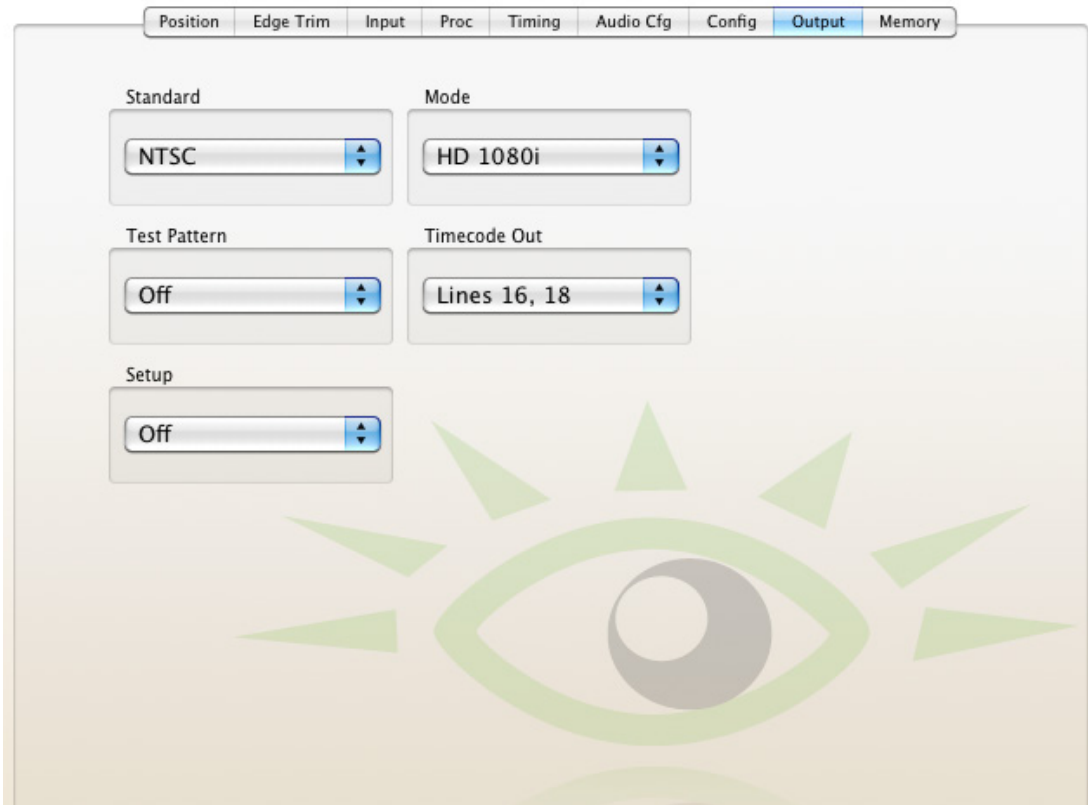 Position Edge Trim Input Proc Timing Audio Cfg Config Output Memory
Standard Mode
NTSC HD 1080i
Test Pattern Timecode Out
Off Lines 16, 18
Setup
Off